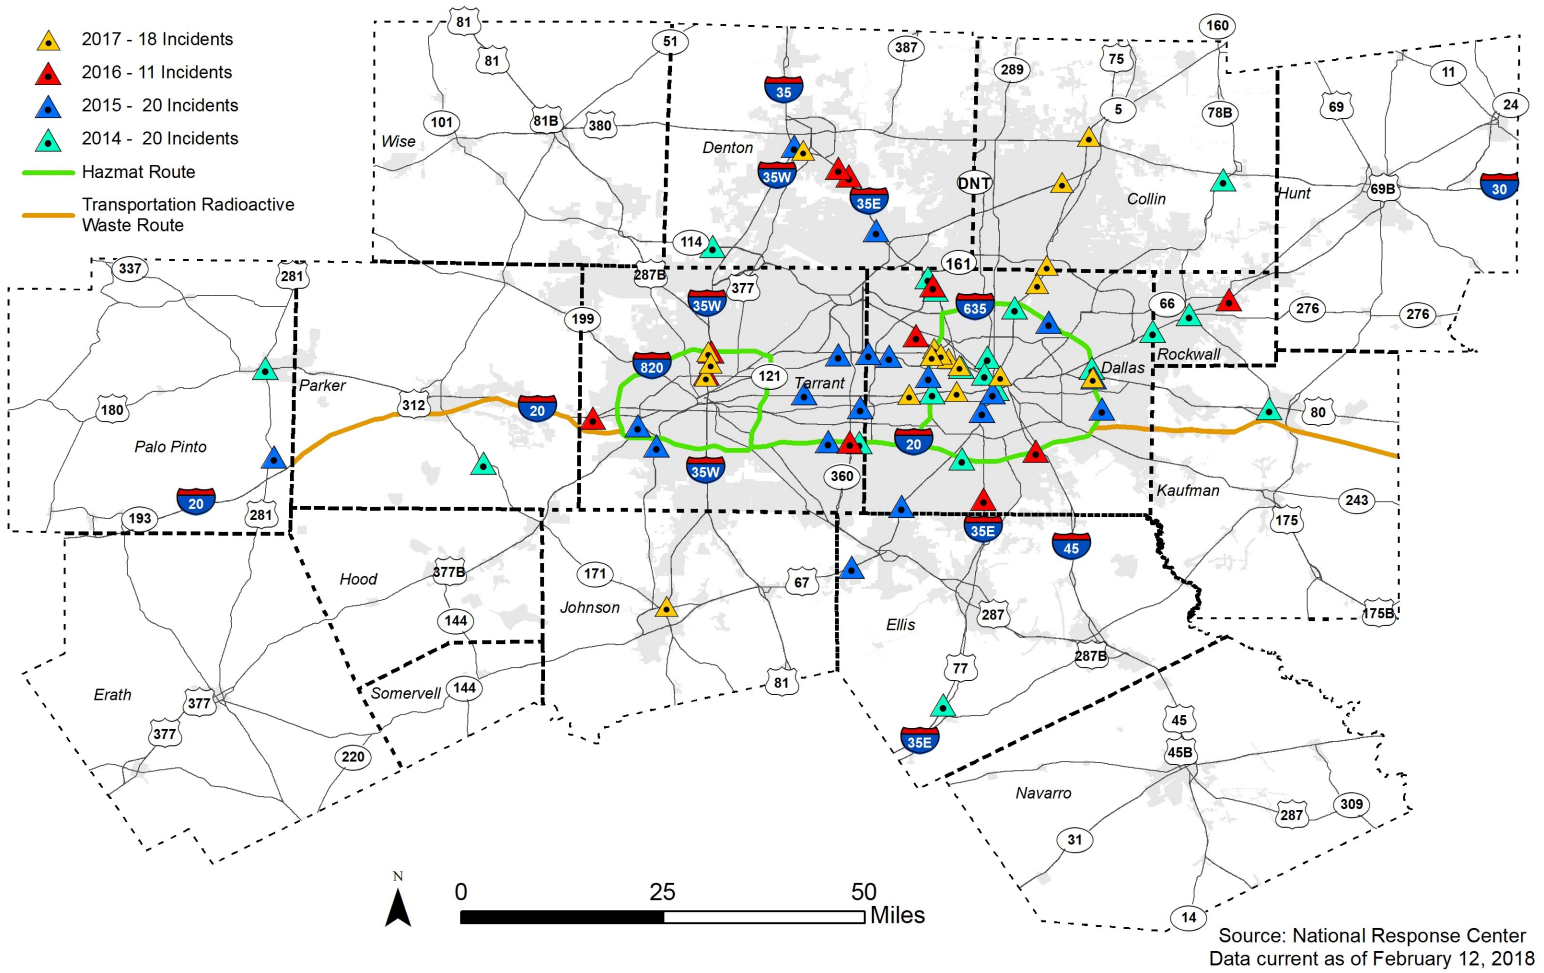 2017 - 18 Incidents
2016 - 11 Incidents
2015 - 20 Incidents
2014 - 20 Incidents
Hazmat Route
Transportation Radioactive
Waste Route
81
51
387
160
289
75
81
11
35
5
24
69
78B
101
81B
380
Wise
Denton
35W
DNT
69B
30
Hunt
Collin
35E
114
161
337
281
287B
377
35W
635
66
276
276
199
Rockwall
820
Dallas
121
Tarrant
Parker
180
312
20
80
20
Palo Pinto
35W
360
Kaufman
20
243
193
281
175
35E
45
Hood
377B
171
67
Johnson
175B
144
287
Ellis
287B
77
81
Erath
Somervell
144
377
377
45
35E
220
45B
Navarro
309
287
31
14
N
0
25
50
Miles
Source: National Response Center
Data current as of February 12, 2018